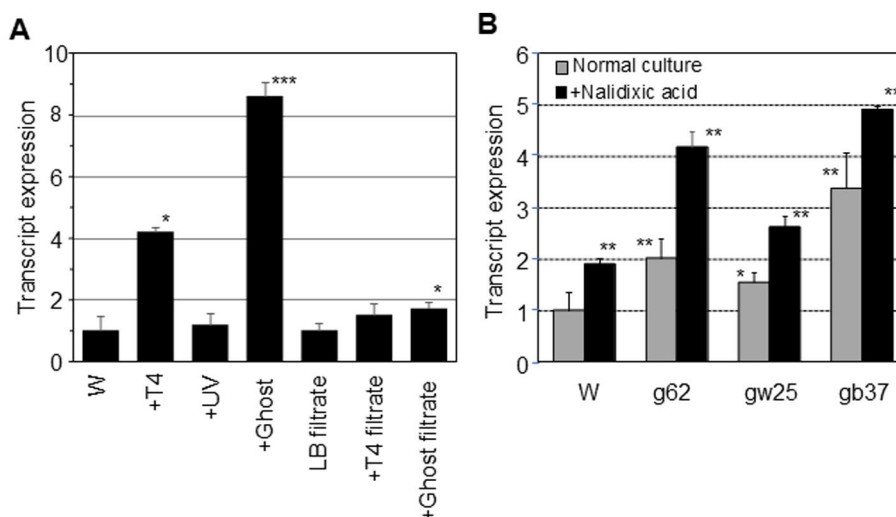 A
Transcript expression
10
8
6
4
2
0
*
***
*
W
+T4
+UV
+Ghost
LB filtrate
+T4 filtrate
+Ghost filtrate
B
Transcript expression
6
5
4
3
2
1
0
Normal culture
+Nalidixic acid
**
**
**
*
**
**
**
W
g62
gw25
gb37